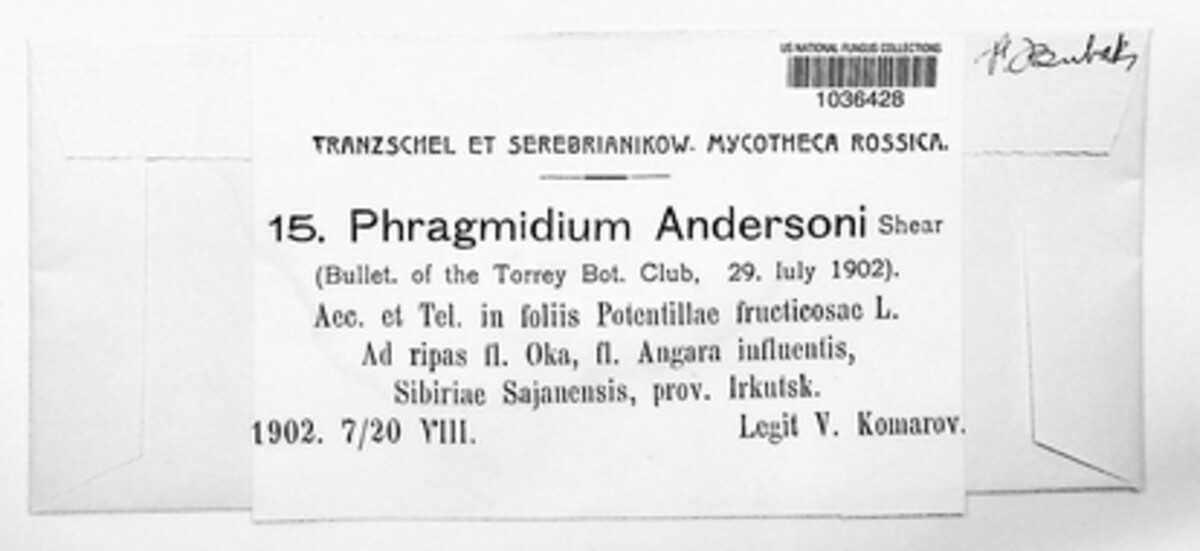 US NATIONAL FUNGUS COLLECTIONS
1036428
TRANZSCHEL ET SEREBRIANIKOW. MYCOTHECA ROSSICA.
15. Phragmidium Andersoni Shear
(Bullet. of the Torrey Bot. Club, 29. Iuly 1902).
Aec. et Tel. in foliis Potentillae fructicosae L.
Ad ripas fl. Oka, fl. Angara influentis,
Sibiriae Sajanensis, prov. Irkutsk.
1902. 7/20 VIII. Legit V. Komarov.